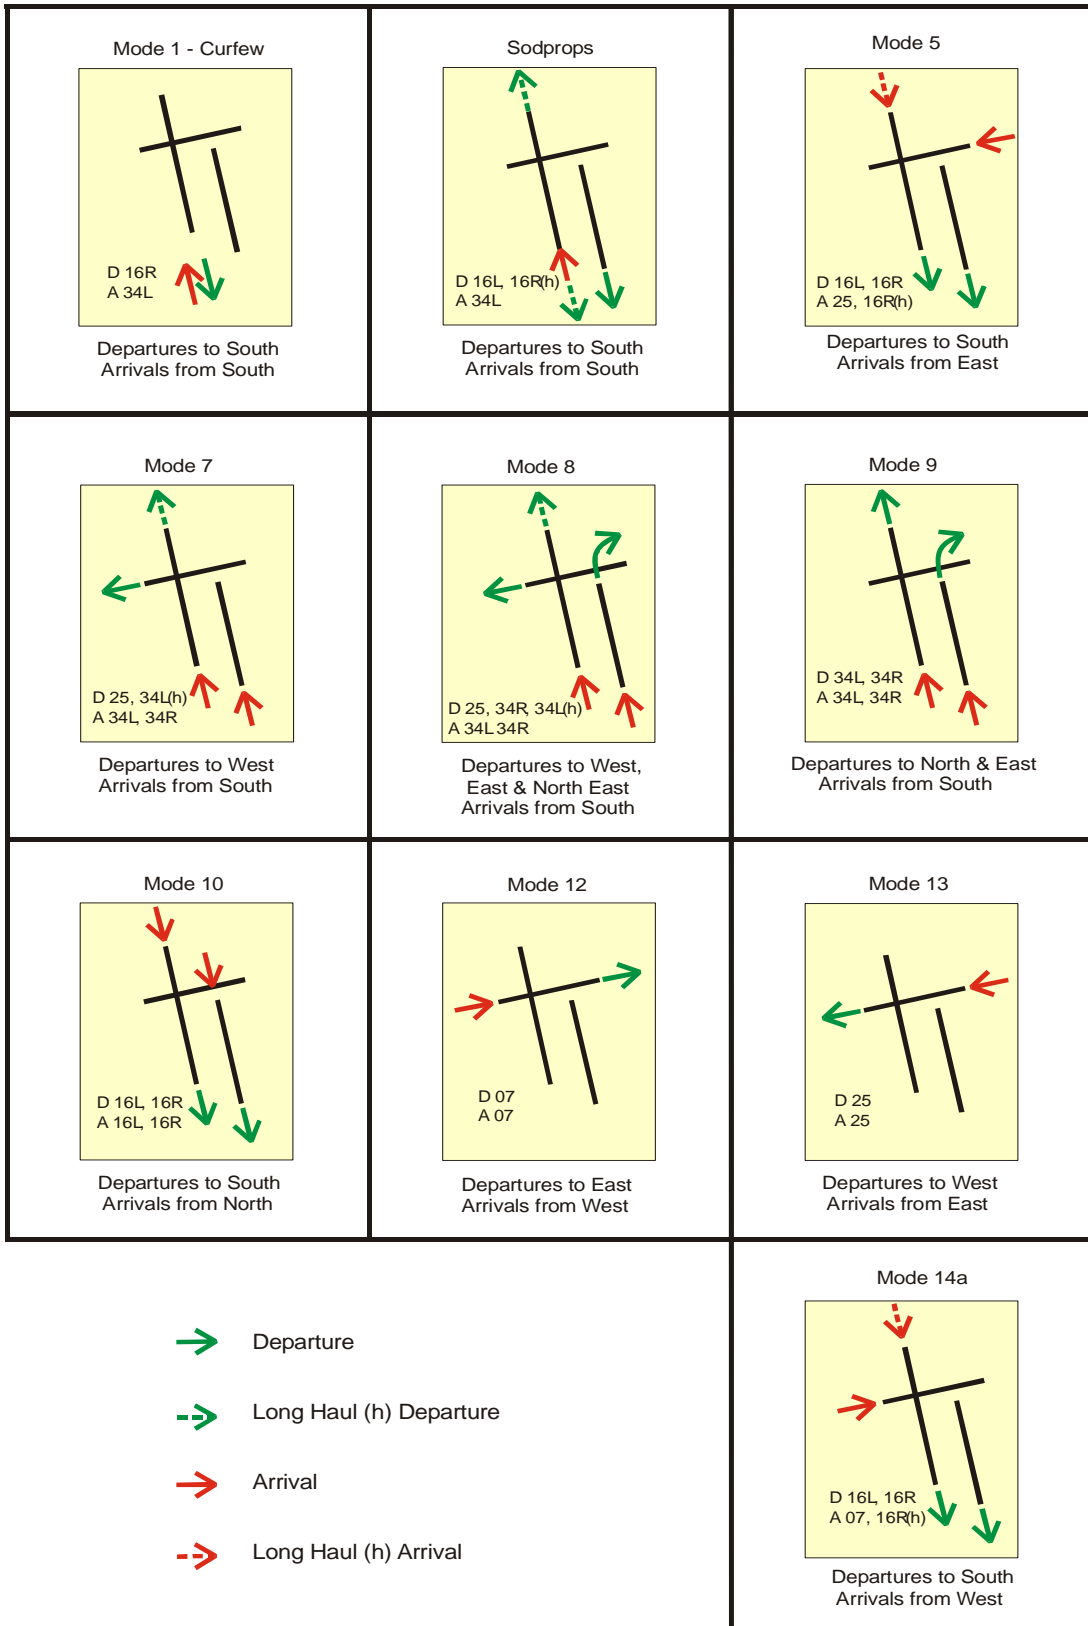 Mode 1 - Curfew
D 16R
A 34L
Departures to South
Arrivals from South
Sodprops
D 16L, 16R(h)
A 34L
Departures to South
Arrivals from South
Mode 5
D 16L, 16R
A 25, 16R(h)
Departures to South
Arrivals from East
Mode 7
D 25, 34L(h)
A 34L, 34R
Departures to West
Arrivals from South
Mode 8
D 25, 34R, 34L(h)
A 34L 34R
Departures to West,
East & North East
Arrivals from South
Mode 9
D 34L, 34R
A 34L, 34R
Departures to North & East
Arrivals from South
Mode 10
D 16L, 16R
A 16L, 16R
Departures to South
Arrivals from North
Mode 12
D 07
A 07
Departures to East
Arrivals from West
Mode 13
D 25
A 25
Departures to West
Arrivals from East
Departure
Long Haul (h) Departure
Arrival
Long Haul (h) Arrival
Mode 14a
D 16L, 16R
A 07, 16R(h)
Departures to South
Arrivals from West